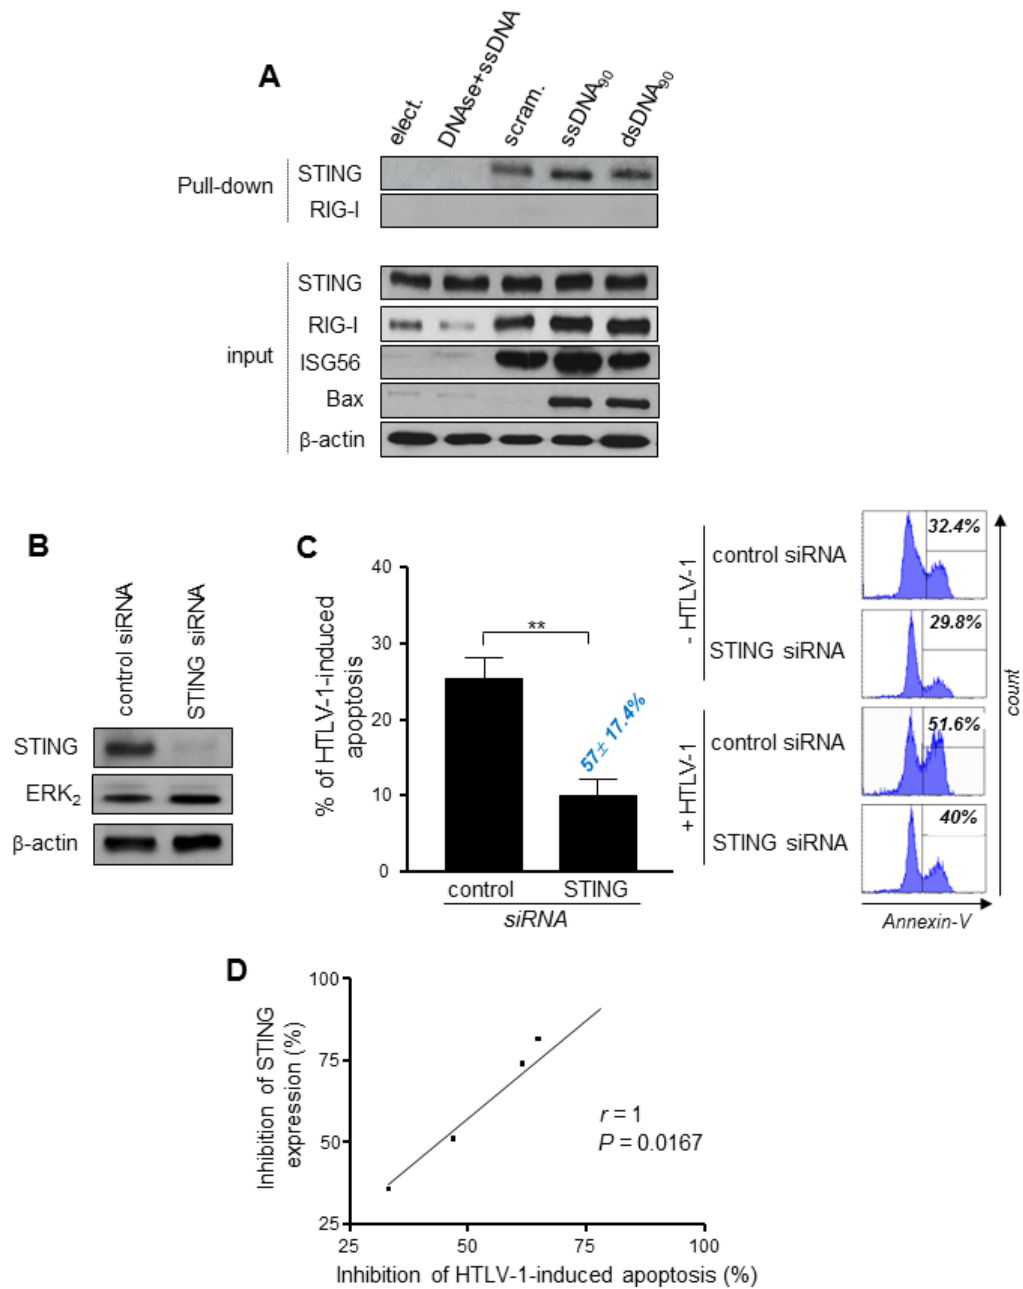 A
elect.
DNAse+ssDNA
scram.
ssDNA90
dsDNA90
Pull-down
STING
RIG-I
input
STING
RIG-I
ISG56
Bax
β-actin
B
control siRNA
STING siRNA
STING
ERK2
β-actin
C
% of HTLV-1-induced
apoptosis
40
30
20
10
0
**
57± 17.4%
control
STING
siRNA
- HTLV-1
control siRNA
32.4%
STING siRNA
29.8%
+ HTLV-1
control siRNA
51.6%
STING siRNA
40%
count
Annexin-V
D
Inhibition of STING
expression (%)
100
75
50
25
r = 1
P = 0.0167
25
50
75
100
Inhibition of HTLV-1-induced apoptosis (%)